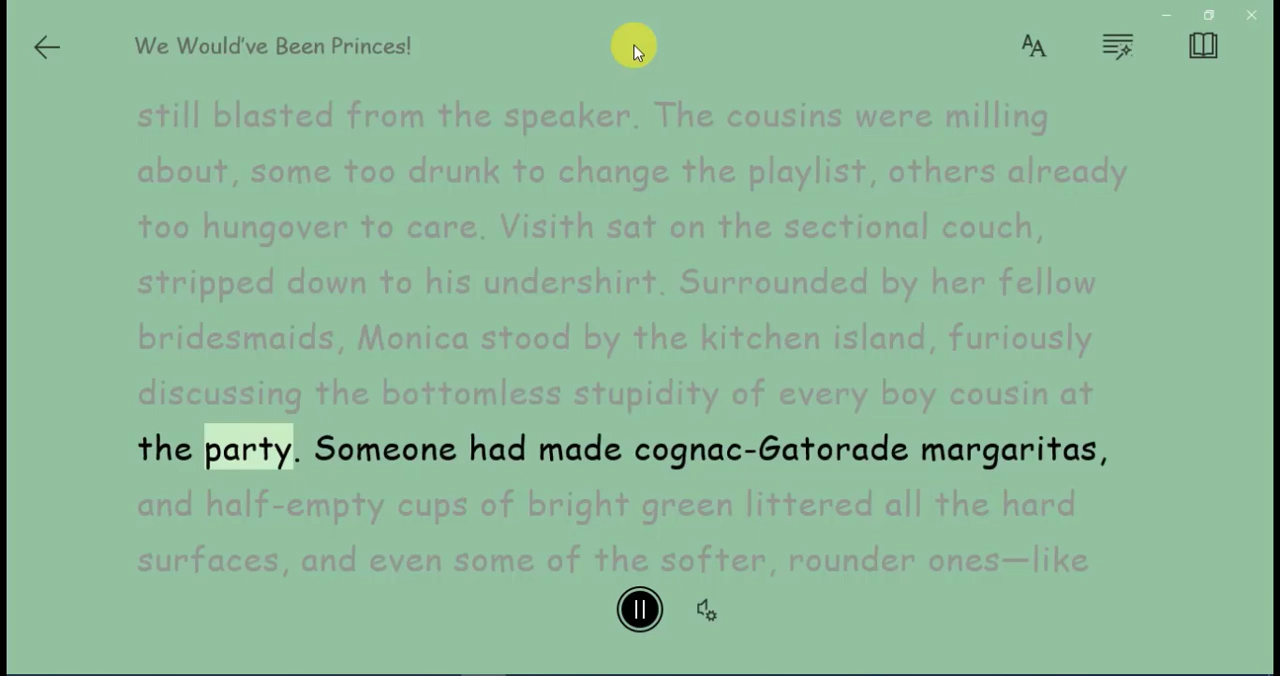 We Would've Been Princes!
still blasted from the speaker. The cousins were milling
about, some too drunk to change the playlist, others already
too hungover to care. Visith sat on the sectional couch,
stripped down to his undershirt. Surrounded by her fellow
bridesmaids, Monica stood by the kitchen island, furiously
discussing the bottomless stupidity of every boy cousin at
the party. Someone had made cognac-Gatorade margaritas,
and half-empty cups of bright green littered all the hard
surfaces, and even some of the softer, rounder ones—like